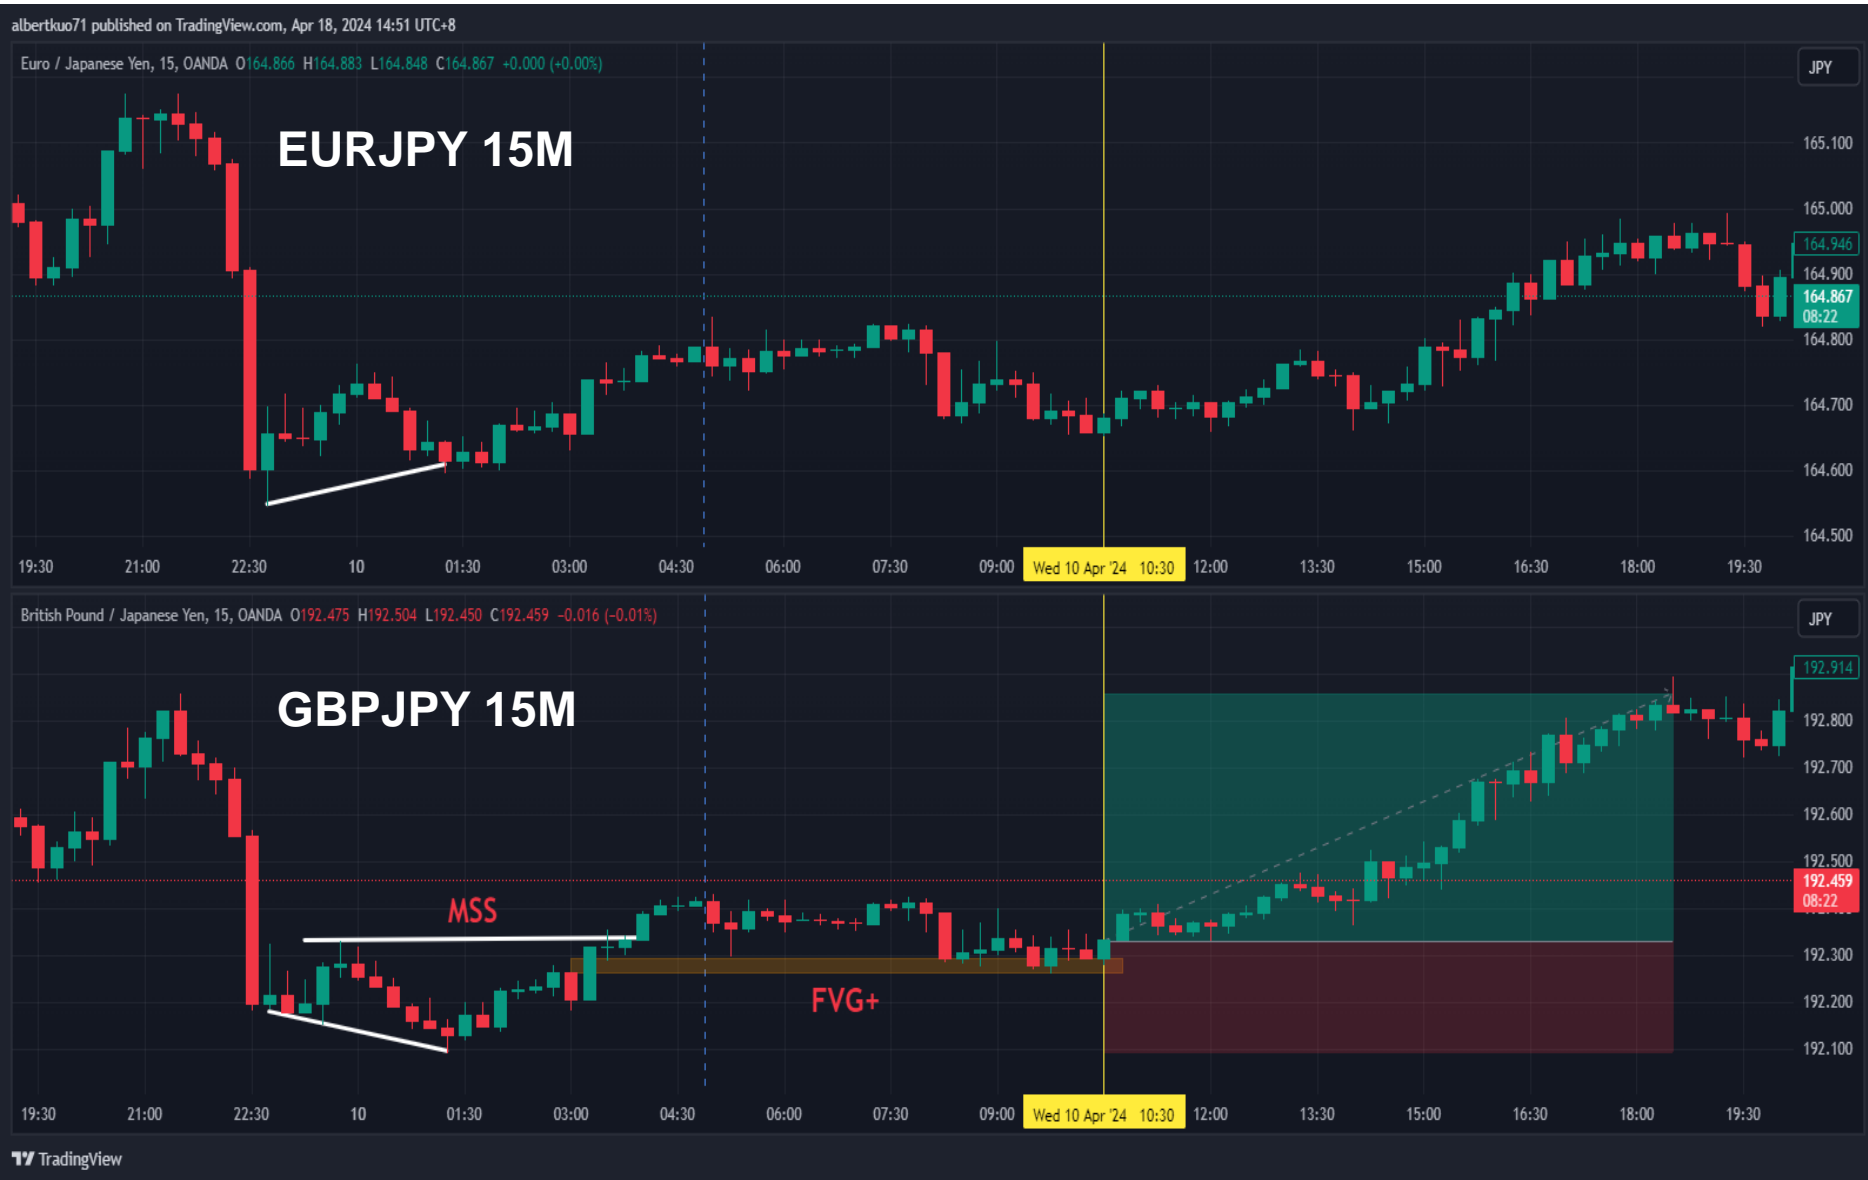 albertkuo71 published on TradingView.com, Apr 18, 2024 14:51 UTC+8
Euro / Japanese Yen, 15, OANDA O164.866 H164.883 L164.848 C164.867 +0.000 (+0.00%)
JPY
EURJPY 15M
165.100
165.000
164.946
164.900
164.867
08:22
164.800
164.700
164.600
164.500
19:30 21:00 22:30 10 01:30 03:00 04:30 06:00 07:30 09:00 Wed 10 Apr '24 10:30 12:00 13:30 15:00 16:30 18:00 19:30
British Pound / Japanese Yen, 15, OANDA O192.475 H192.504 L192.450 C192.459 −0.016 (−0.01%)
JPY
GBPJPY 15M
192.914
192.800
192.700
192.600
192.500
192.459
08:22
MSS
192.300
FVG+
192.200
192.100
19:30 21:00 22:30 10 01:30 03:00 04:30 06:00 07:30 09:00 Wed 10 Apr '24 10:30 12:00 13:30 15:00 16:30 18:00 19:30
TradingView